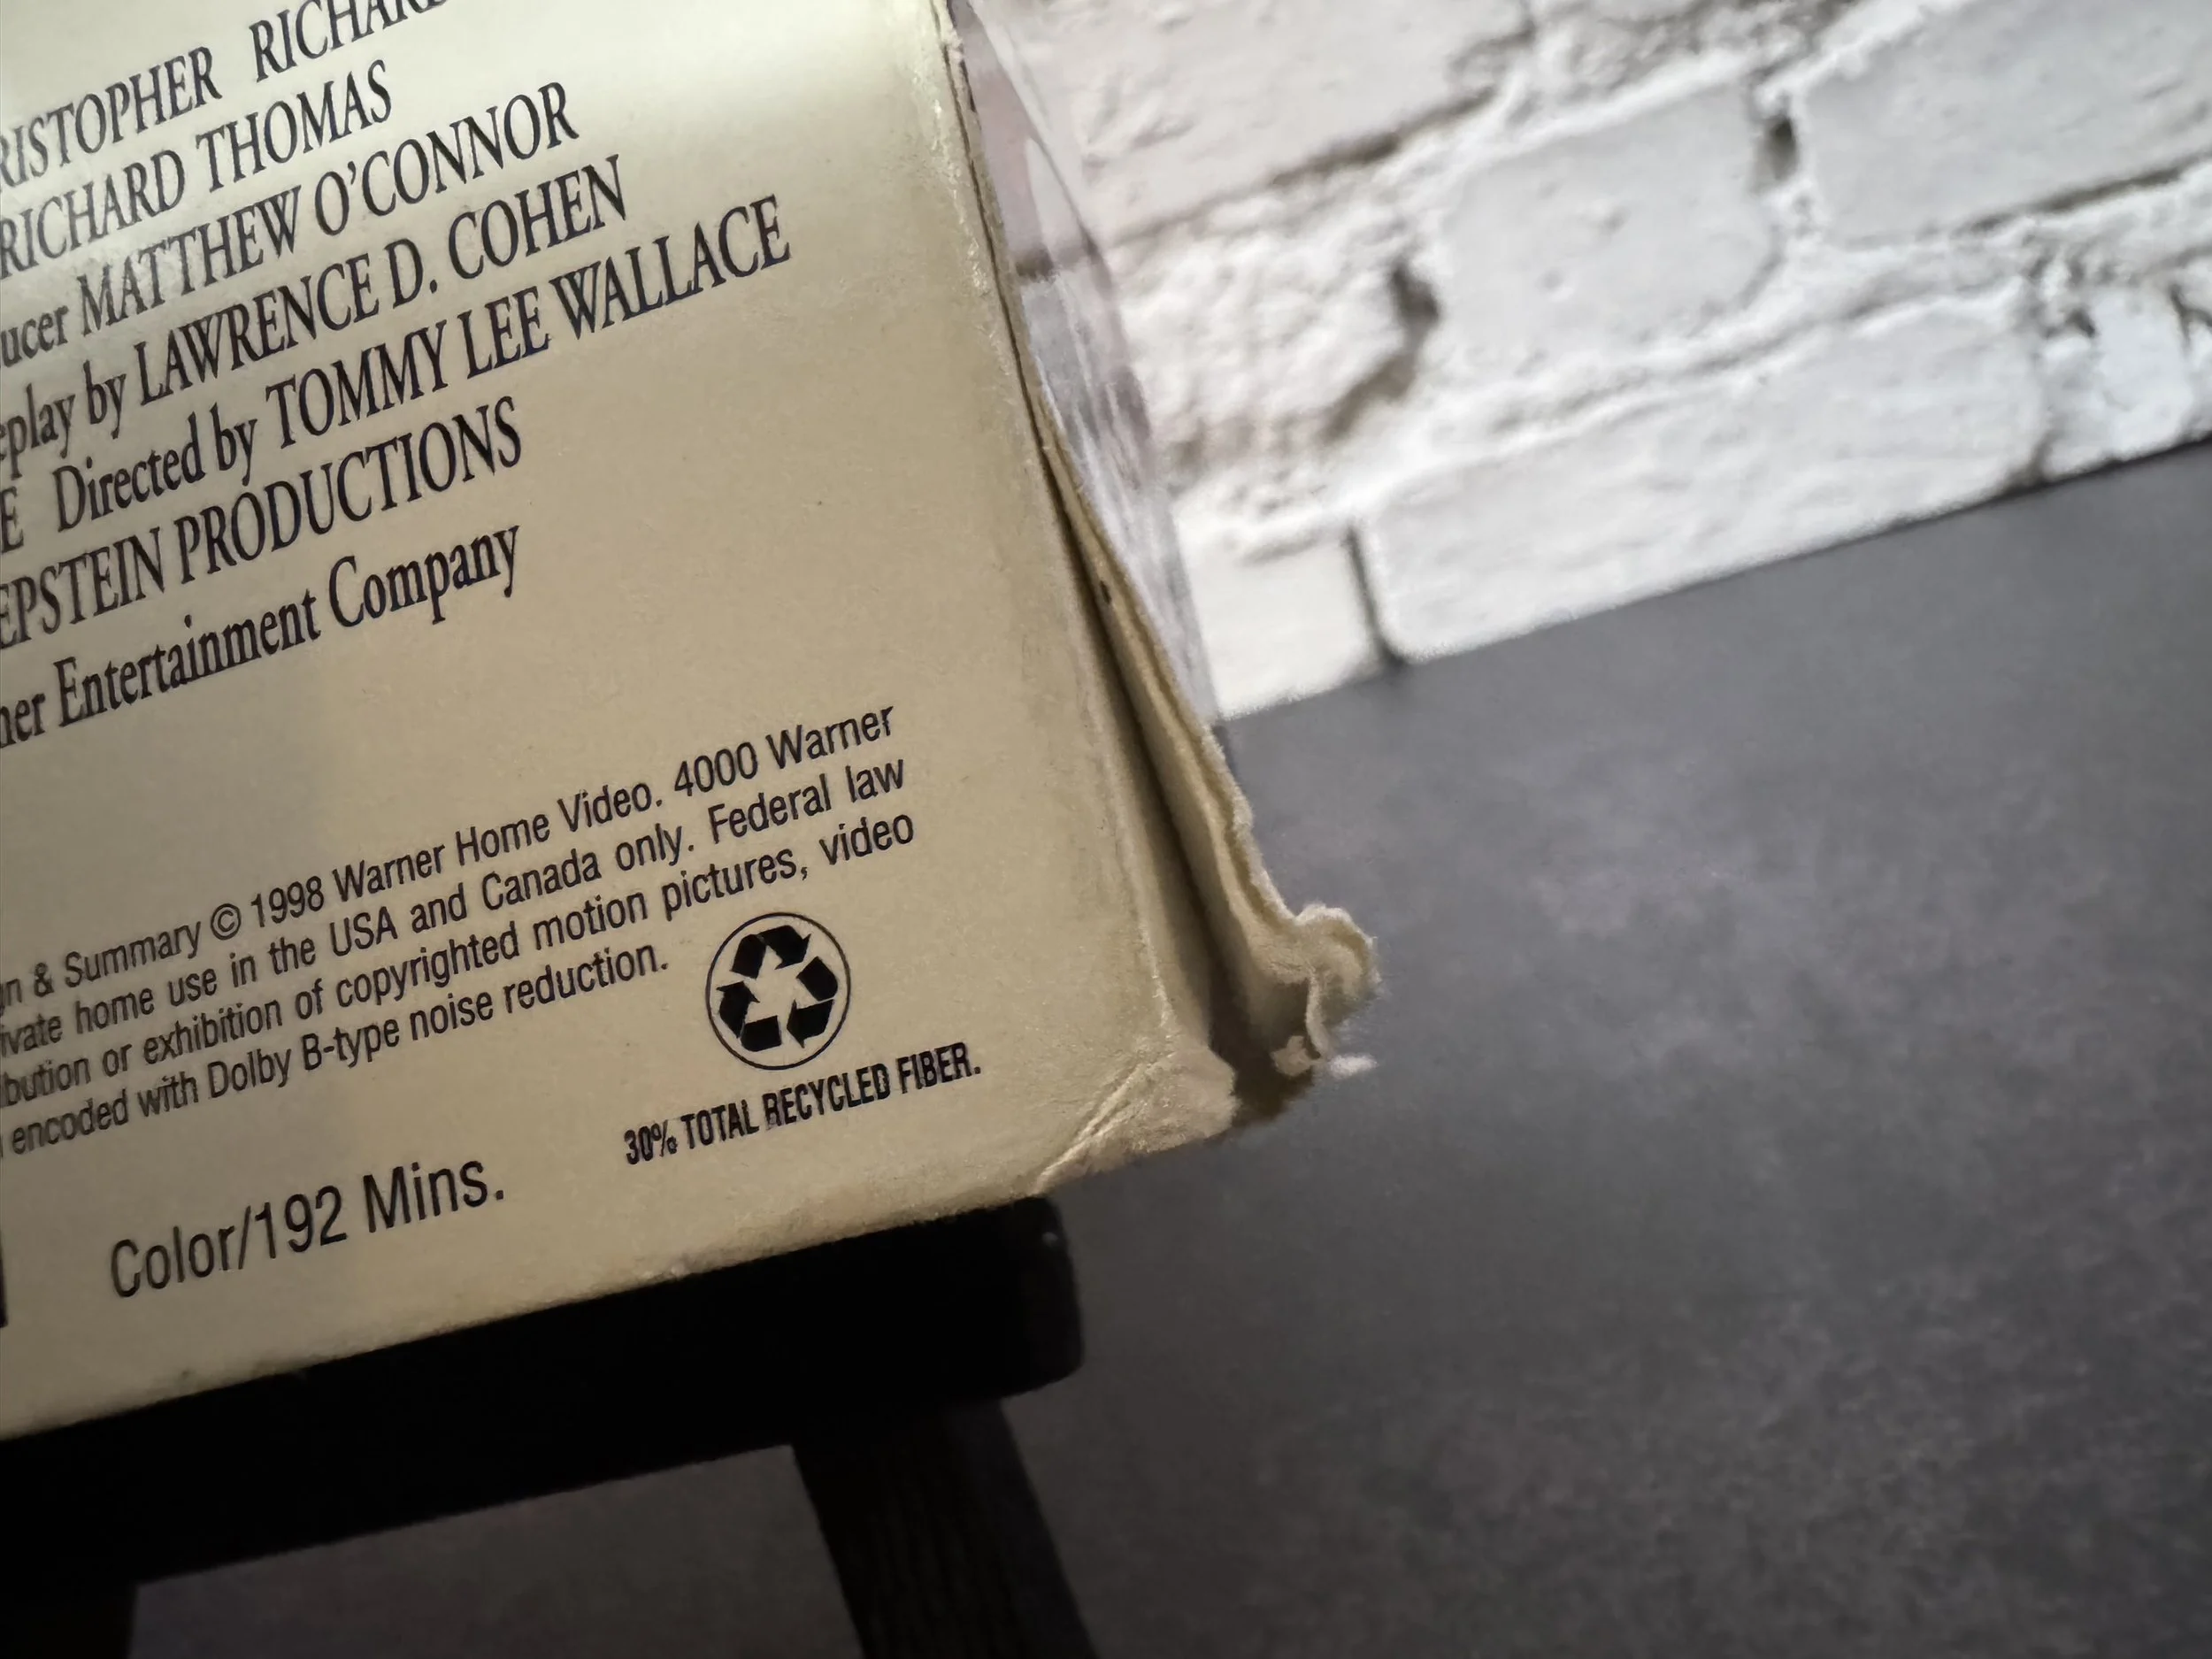 RISTOPHER RICHARD
RICHARD THOMAS
ucer MATTHEW O'CONNOR
eplay by LAWRENCE D. COHEN
E Directed by TOMMY LEE WALLACE
EPSTEIN PRODUCTIONS
ner Entertainment Company
n & Summary © 1998 Warner Home Video. 4000 Warner
ivate home use in the USA and Canada only. Federal law
bution or exhibition of copyrighted motion pictures, video
encoded with Dolby B-type noise reduction.
30% TOTAL RECYCLED FIBER.
Color/192 Mins.